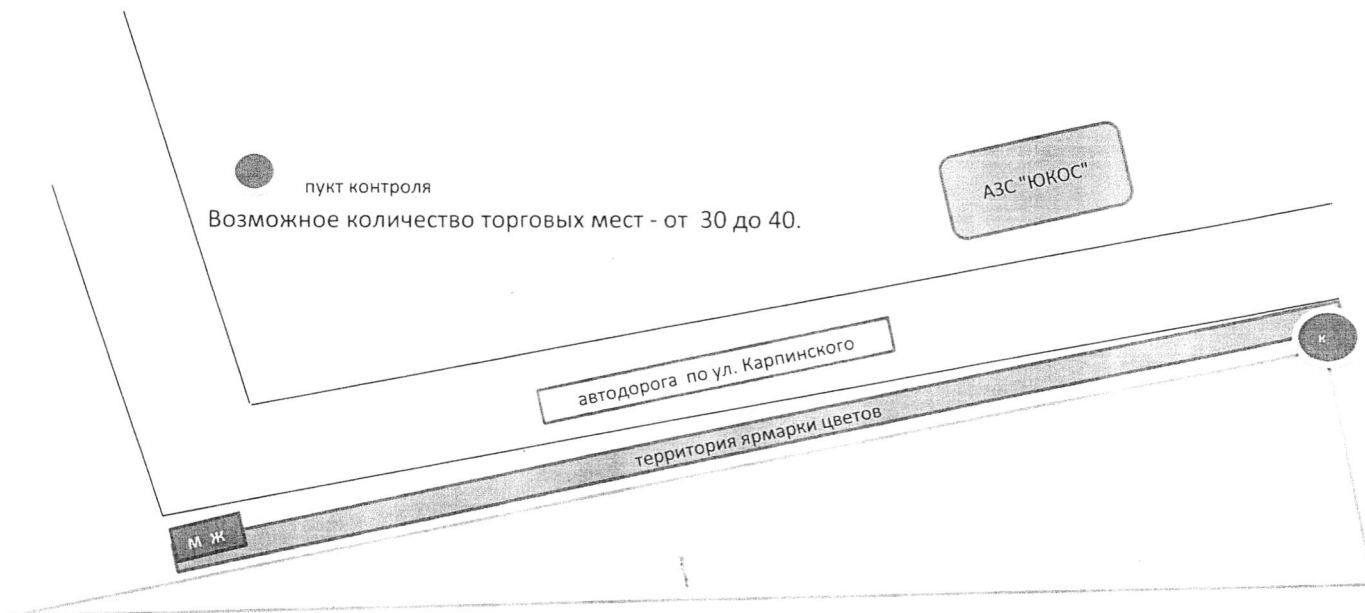 пукт контроля
Возможное количество торговых мест - от 30 до 40.
АЗС "ЮКОС"
автодорога по ул. Карпинского
территория ярмарки цветов
к
М Ж